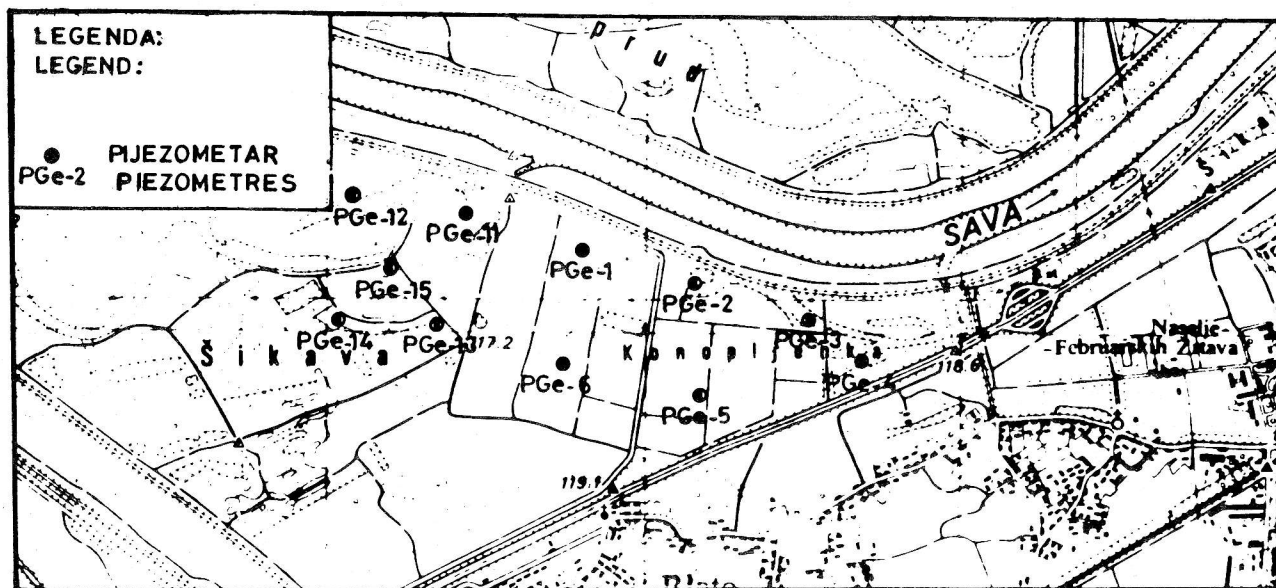 LEGENDA:
LEGEND:
PGe-2
PIJEZOMETAR
PIEZOMETRES
prud
SAVA
PGe-12
PGe-11
PGe-1
PGe-15
PGe-2
PGe-14
PGe-13
117.2
PGe-3
PGe-4
118.6
Šikava
PGe-6
PGe-5
Naselje-
-Februarskih Žrtava
119.1